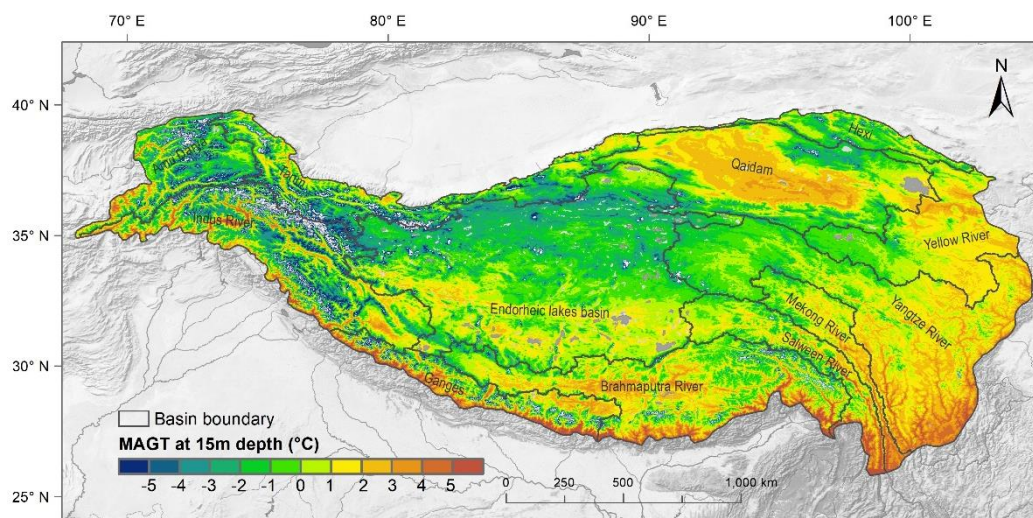 70° E 80° E 90° E 100° E
N
40° N
35° N
30° N
25° N
Amu Darya
Tarim
Indus River
Hexi
Qaidam
Yellow River
Yangtze River
Mekong River
Salween River
Endorheic lakes basin
Brahmaputra River
Ganges
Basin boundary
MAGT at 15m depth (°C)
-5 -4 -3 -2 -1 0 1 2 3 4 5
0 250 500 1,000 km